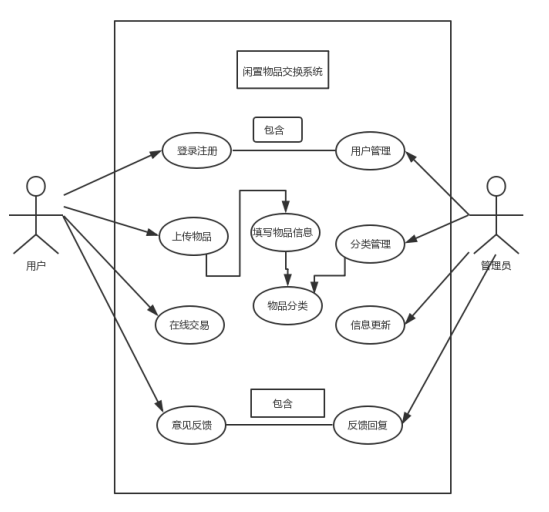 闲置物品交换系统
包含
登录注册
用户管理
上传物品
填写物品信息
分类管理
用户
管理员
物品分类
在线交易
信息更新
包含
意见反馈
反馈回复